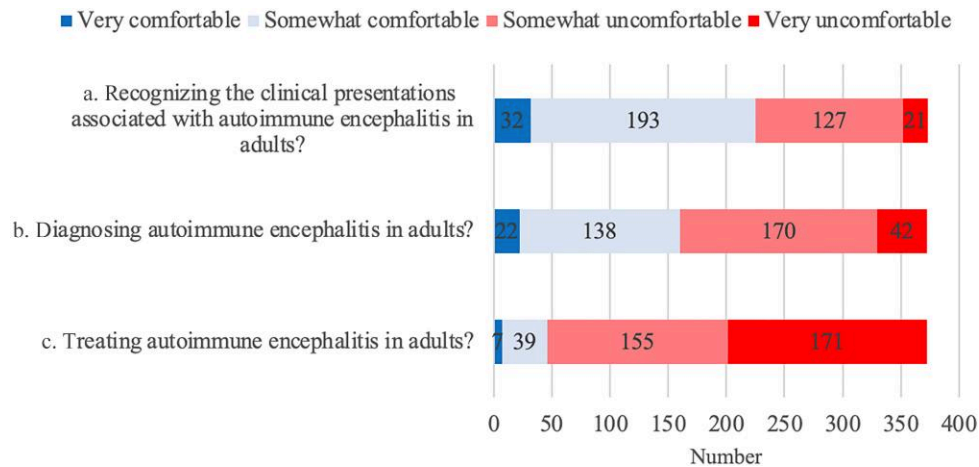 Very comfortable Somewhat comfortable Somewhat uncomfortable Very uncomfortable
a. Recognizing the clinical presentations
associated with autoimmune encephalitis in
adults?
32 193 127 21
b. Diagnosing autoimmune encephalitis in adults?
22 138 170 42
c. Treating autoimmune encephalitis in adults?
7 39 155 171
0 50 100 150 200 250 300 350 400
Number